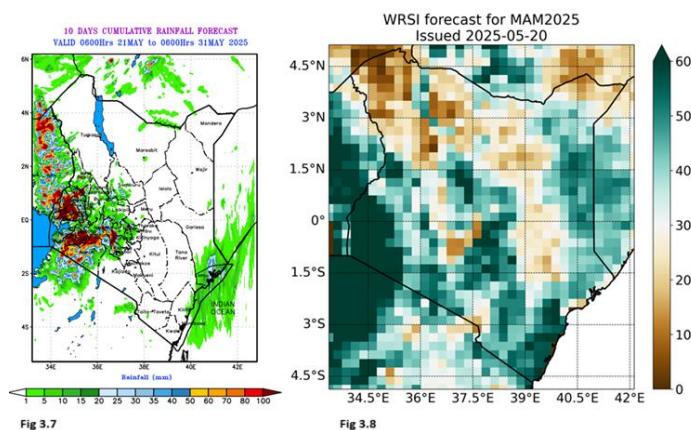 10 DAYS CUMULATIVE RAINFALL FORECAST
VALID 0600Hrs 21MAY to 0600Hrs 31MAY 2025
6N
4N
2N
EQ
2S
4S
Turkana
Marsabit
Mandera
Wajir
Isiolo
Garissa
Kitui
Tana
River
INDIAN
OCEAN
34E
36E
38E
40E
42E
Rainfall (mm)
1 5 10 15 20 25 30 35 40 50 60 70 80 100
Fig 3.7
WRSI forecast for MAM2025
Issued 2025-05-20
4.5°N
3°N
1.5°N
0°
1.5°S
3°S
4.5°S
34.5°E
36°E
37.5°E
39°E
40.5°E
42°E
60
50
40
30
20
10
0
Fig 3.8